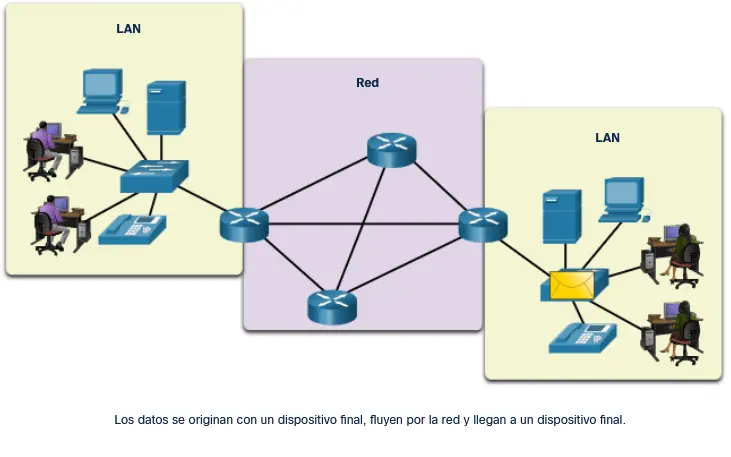 LAN
Red
LAN
Los datos se originan con un dispositivo final, fluyen por la red y llegan a un dispositivo final.